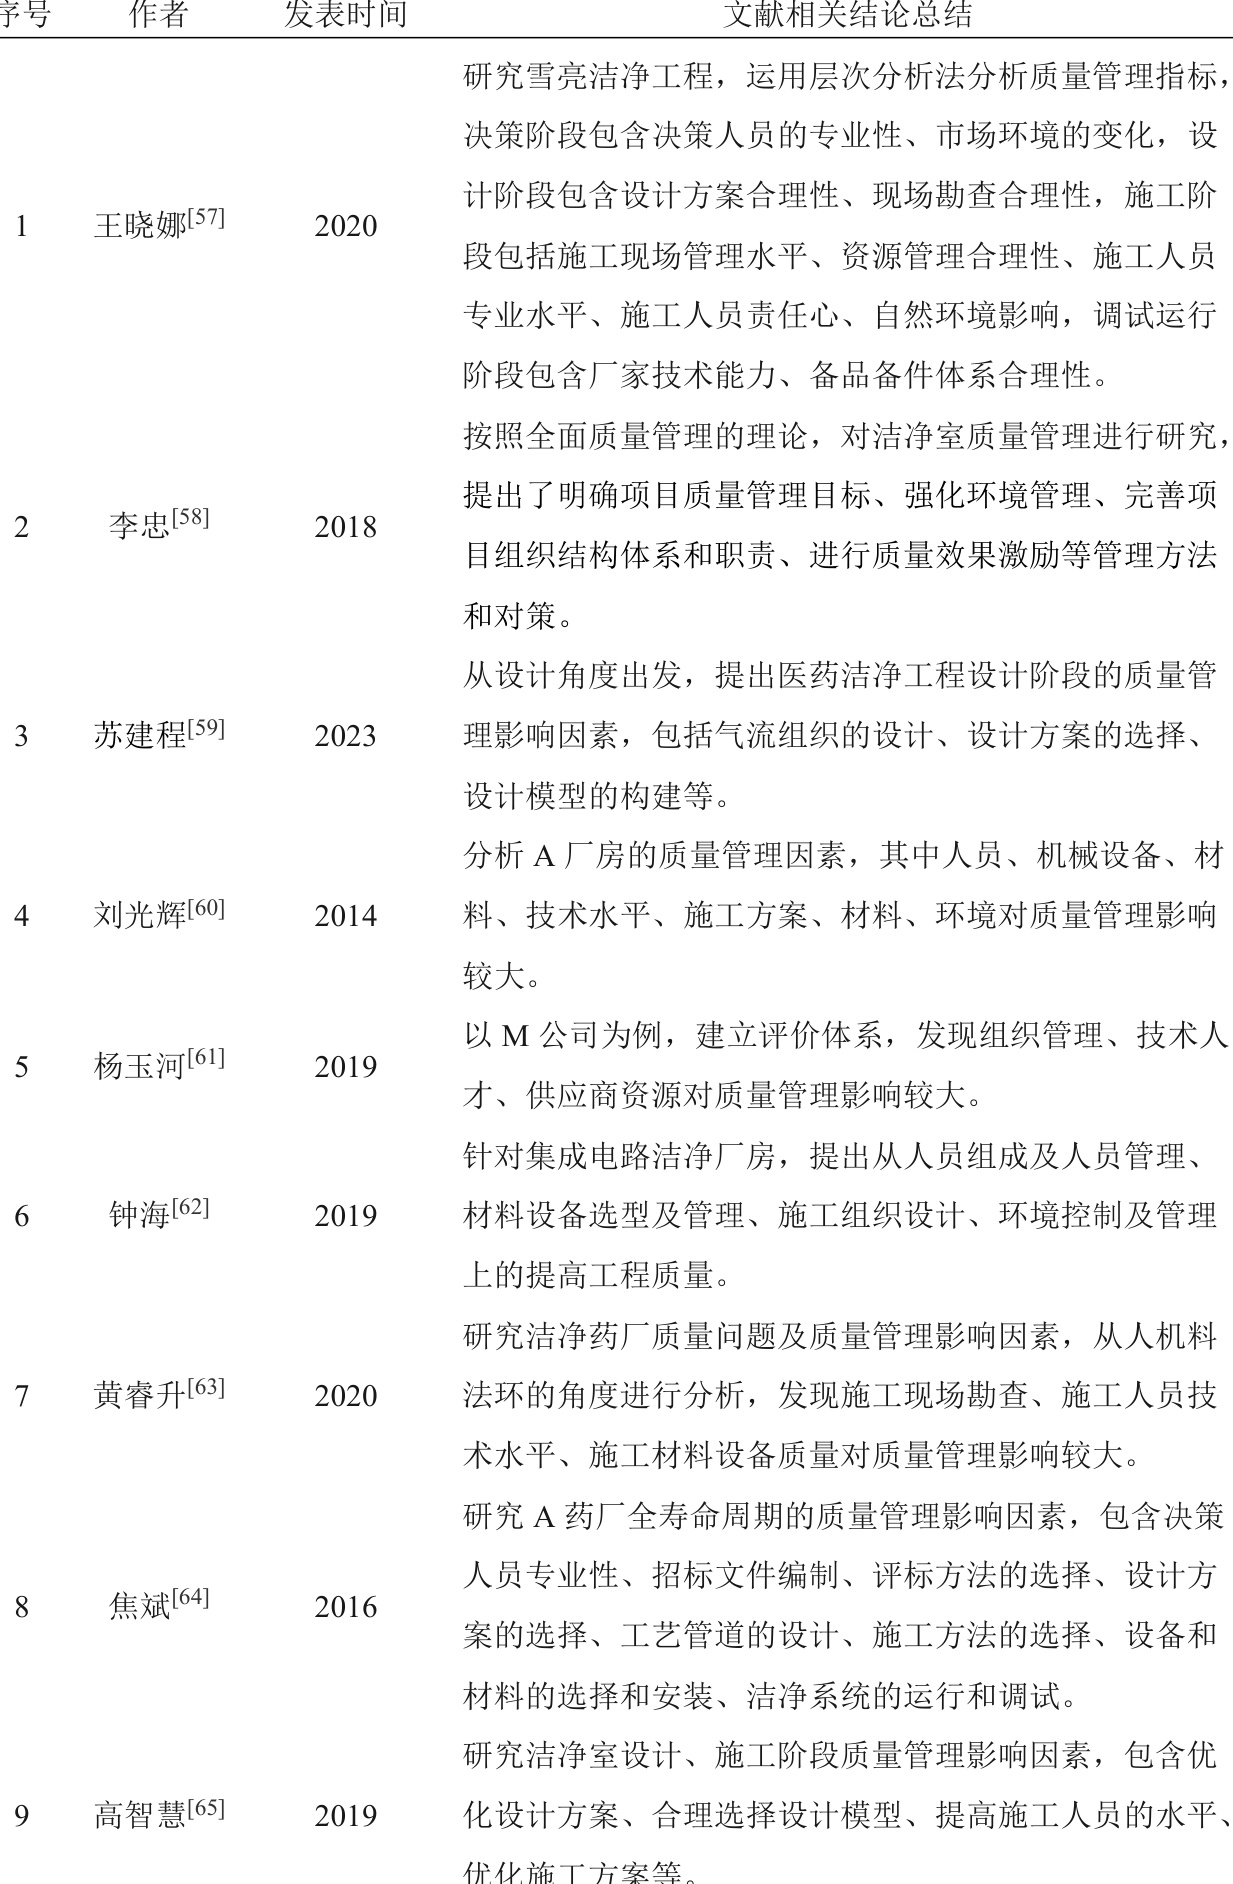 序号 作者 发表时间 文献相关结论总结
研究雪亮洁净工程，运用层次分析法分析质量管理指标，
决策阶段包含决策人员的专业性、市场环境的变化，设
计阶段包含设计方案合理性、现场勘查合理性，施工阶
1 王晓娜[57] 2020
段包括施工现场管理水平、资源管理合理性、施工人员
专业水平、施工人员责任心、自然环境影响，调试运行
阶段包含厂家技术能力、备品备件体系合理性。
按照全面质量管理的理论，对洁净室质量管理进行研究，
提出了明确项目质量管理目标、强化环境管理、完善项
2 李忠[58] 2018
目组织结构体系和职责、进行质量效果激励等管理方法
和对策。
从设计角度出发，提出医药洁净工程设计阶段的质量管
3 苏建程[59] 2023 理影响因素，包括气流组织的设计、设计方案的选择、
设计模型的构建等。
分析 A 厂房的质量管理因素，其中人员、机械设备、材
4 刘光辉[60] 2014 料、技术水平、施工方案、材料、环境对质量管理影响
较大。
以 M 公司为例，建立评价体系，发现组织管理、技术人
5 杨玉河[61] 2019
才、供应商资源对质量管理影响较大。
针对集成电路洁净厂房，提出从人员组成及人员管理、
6 钟海[62] 2019 材料设备选型及管理、施工组织设计、环境控制及管理
上的提高工程质量。
研究洁净药厂质量问题及质量管理影响因素，从人机料
7 黄睿升[63] 2020 法环的角度进行分析，发现施工现场勘查、施工人员技
术水平、施工材料设备质量对质量管理影响较大。
研究 A 药厂全寿命周期的质量管理影响因素，包含决策
人员专业性、招标文件编制、评标方法的选择、设计方
8 焦斌[64] 2016
案的选择、工艺管道的设计、施工方法的选择、设备和
材料的选择和安装、洁净系统的运行和调试。
研究洁净室设计、施工阶段质量管理影响因素，包含优
9 高智慧[65] 2019 化设计方案、合理选择设计模型、提高施工人员的水平、
优化施工方案等。